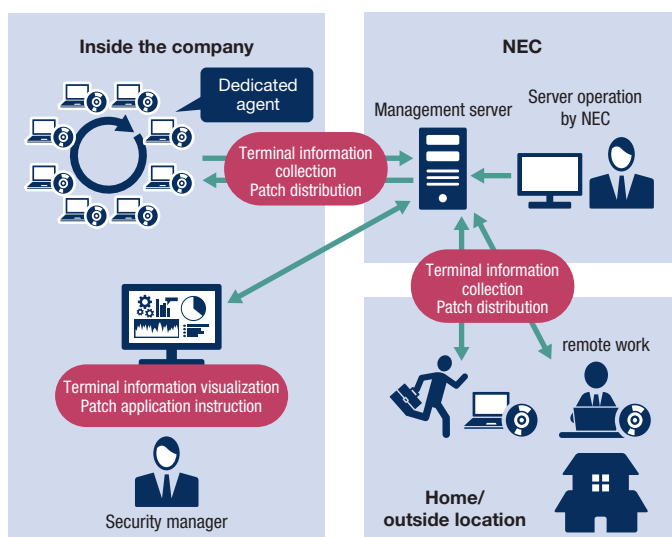 Inside the company
Dedicated
agent
Terminal information
collection
Patch distribution
Terminal information visualization
Patch application instruction
Security manager
NEC
Management server
Server operation
by NEC
Terminal information
collection
Patch distribution
remote work
Home/
outside location